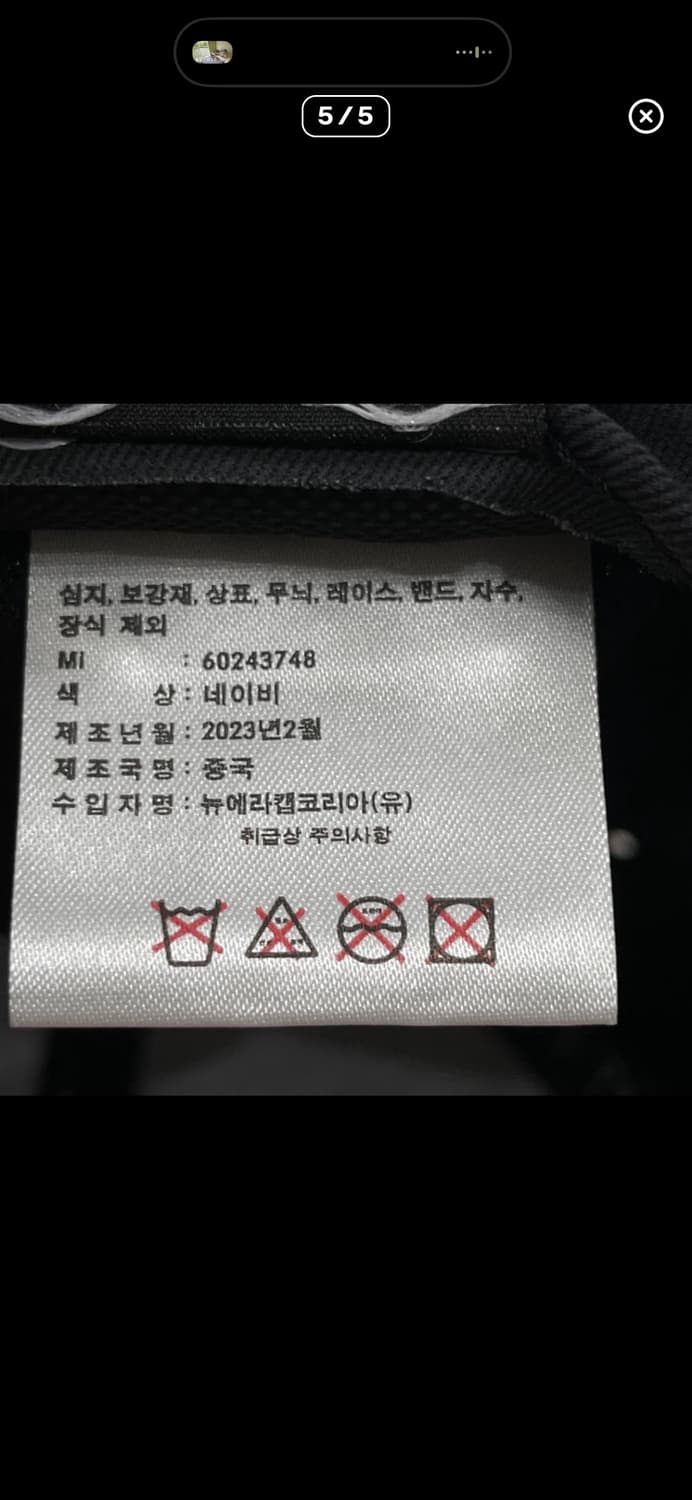 5/5
심지, 보강재, 상표, 무늬, 레이스, 밴드, 자수,
장식 제외
MI : 60243748
색 상 : 네이비
제조년월 : 2023년2월
제조국명 : 중국
수입자명 : 뉴에라캡코리아(유)
취급상 주의사항